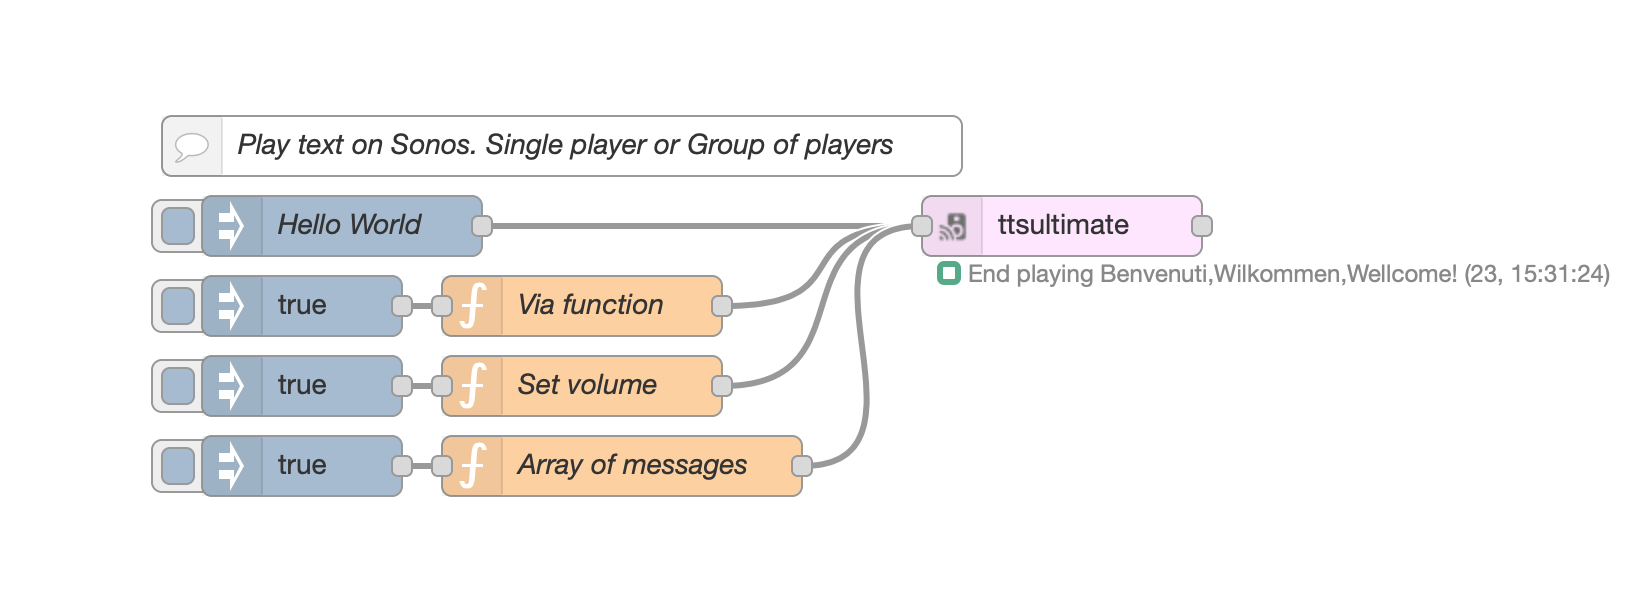 Play text on Sonos. Single player or Group of players
Hello World
ttsultimate
End playing Benvenuti,Wilkommen,Wellcome! (23, 15:31:24)
true
Via function
true
Set volume
true
Array of messages